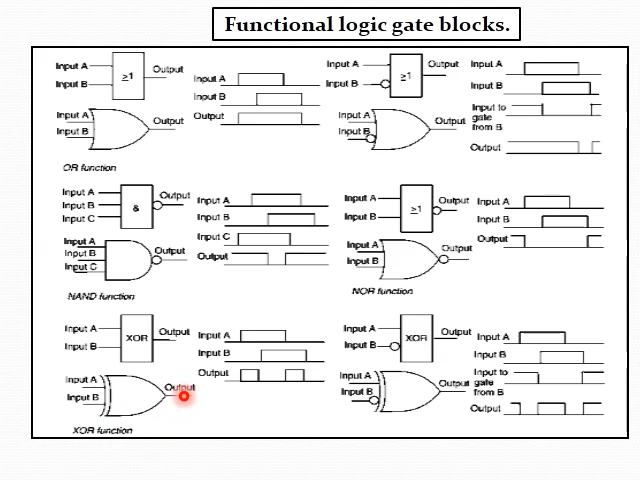 Functional logic gate blocks.
Input A
Input B
≥1
Output
Input A
Input B
Output
Input A
Input B
Output
OR function
Input A
Input B
≥1
Output
Input A
Input B
Output
Input A
Input B
Input to
gate
from B
Output
Input A
Input B
Input C
&
Output
Input A
Input B
Input C
Output
Input A
Input B
Input C
Output
NAND function
Input A
Input B
≥1
Output
Input A
Input B
Output
Input A
Input B
Output
NOR function
Input A
Input B
XOR
Output
Input A
Input B
Output
Input A
Input B
Output
XOR function
Input A
Input B
XOR
Output
Input A
Input B
Output
Input A
Input B
Input to
gate
from B
Output